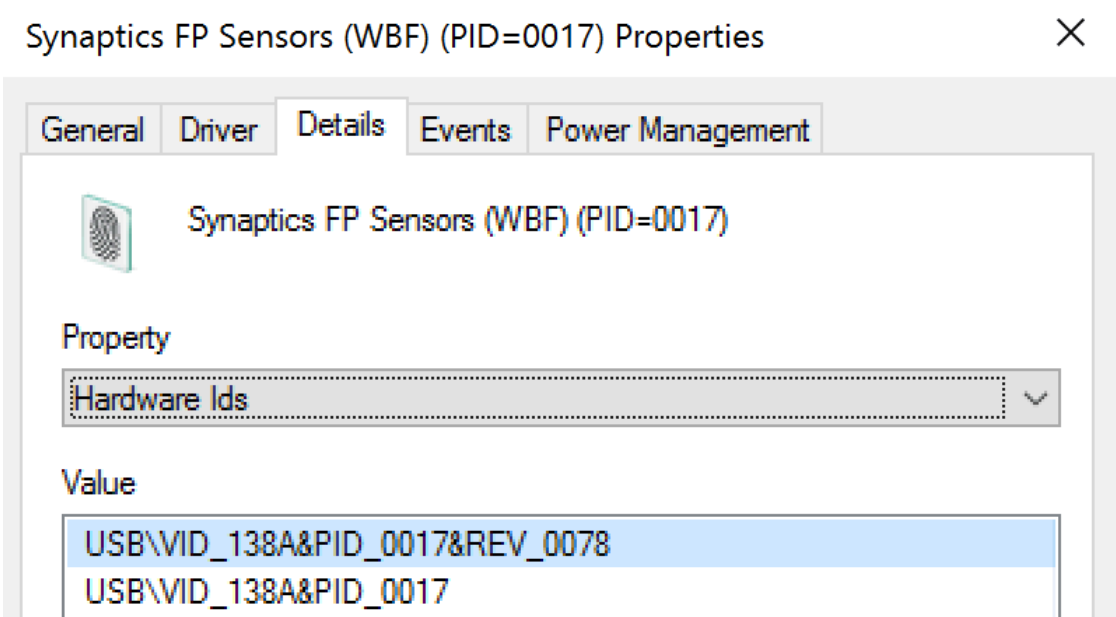 Synaptics FP Sensors (WBF) (PID=0017) Properties
General Driver Details Events Power Management
Synaptics FP Sensors (WBF) (PID=0017)
Property
Hardware Ids
Value
USB\VID_138A&PID_0017&REV_0078
USB\VID_138A&PID_0017